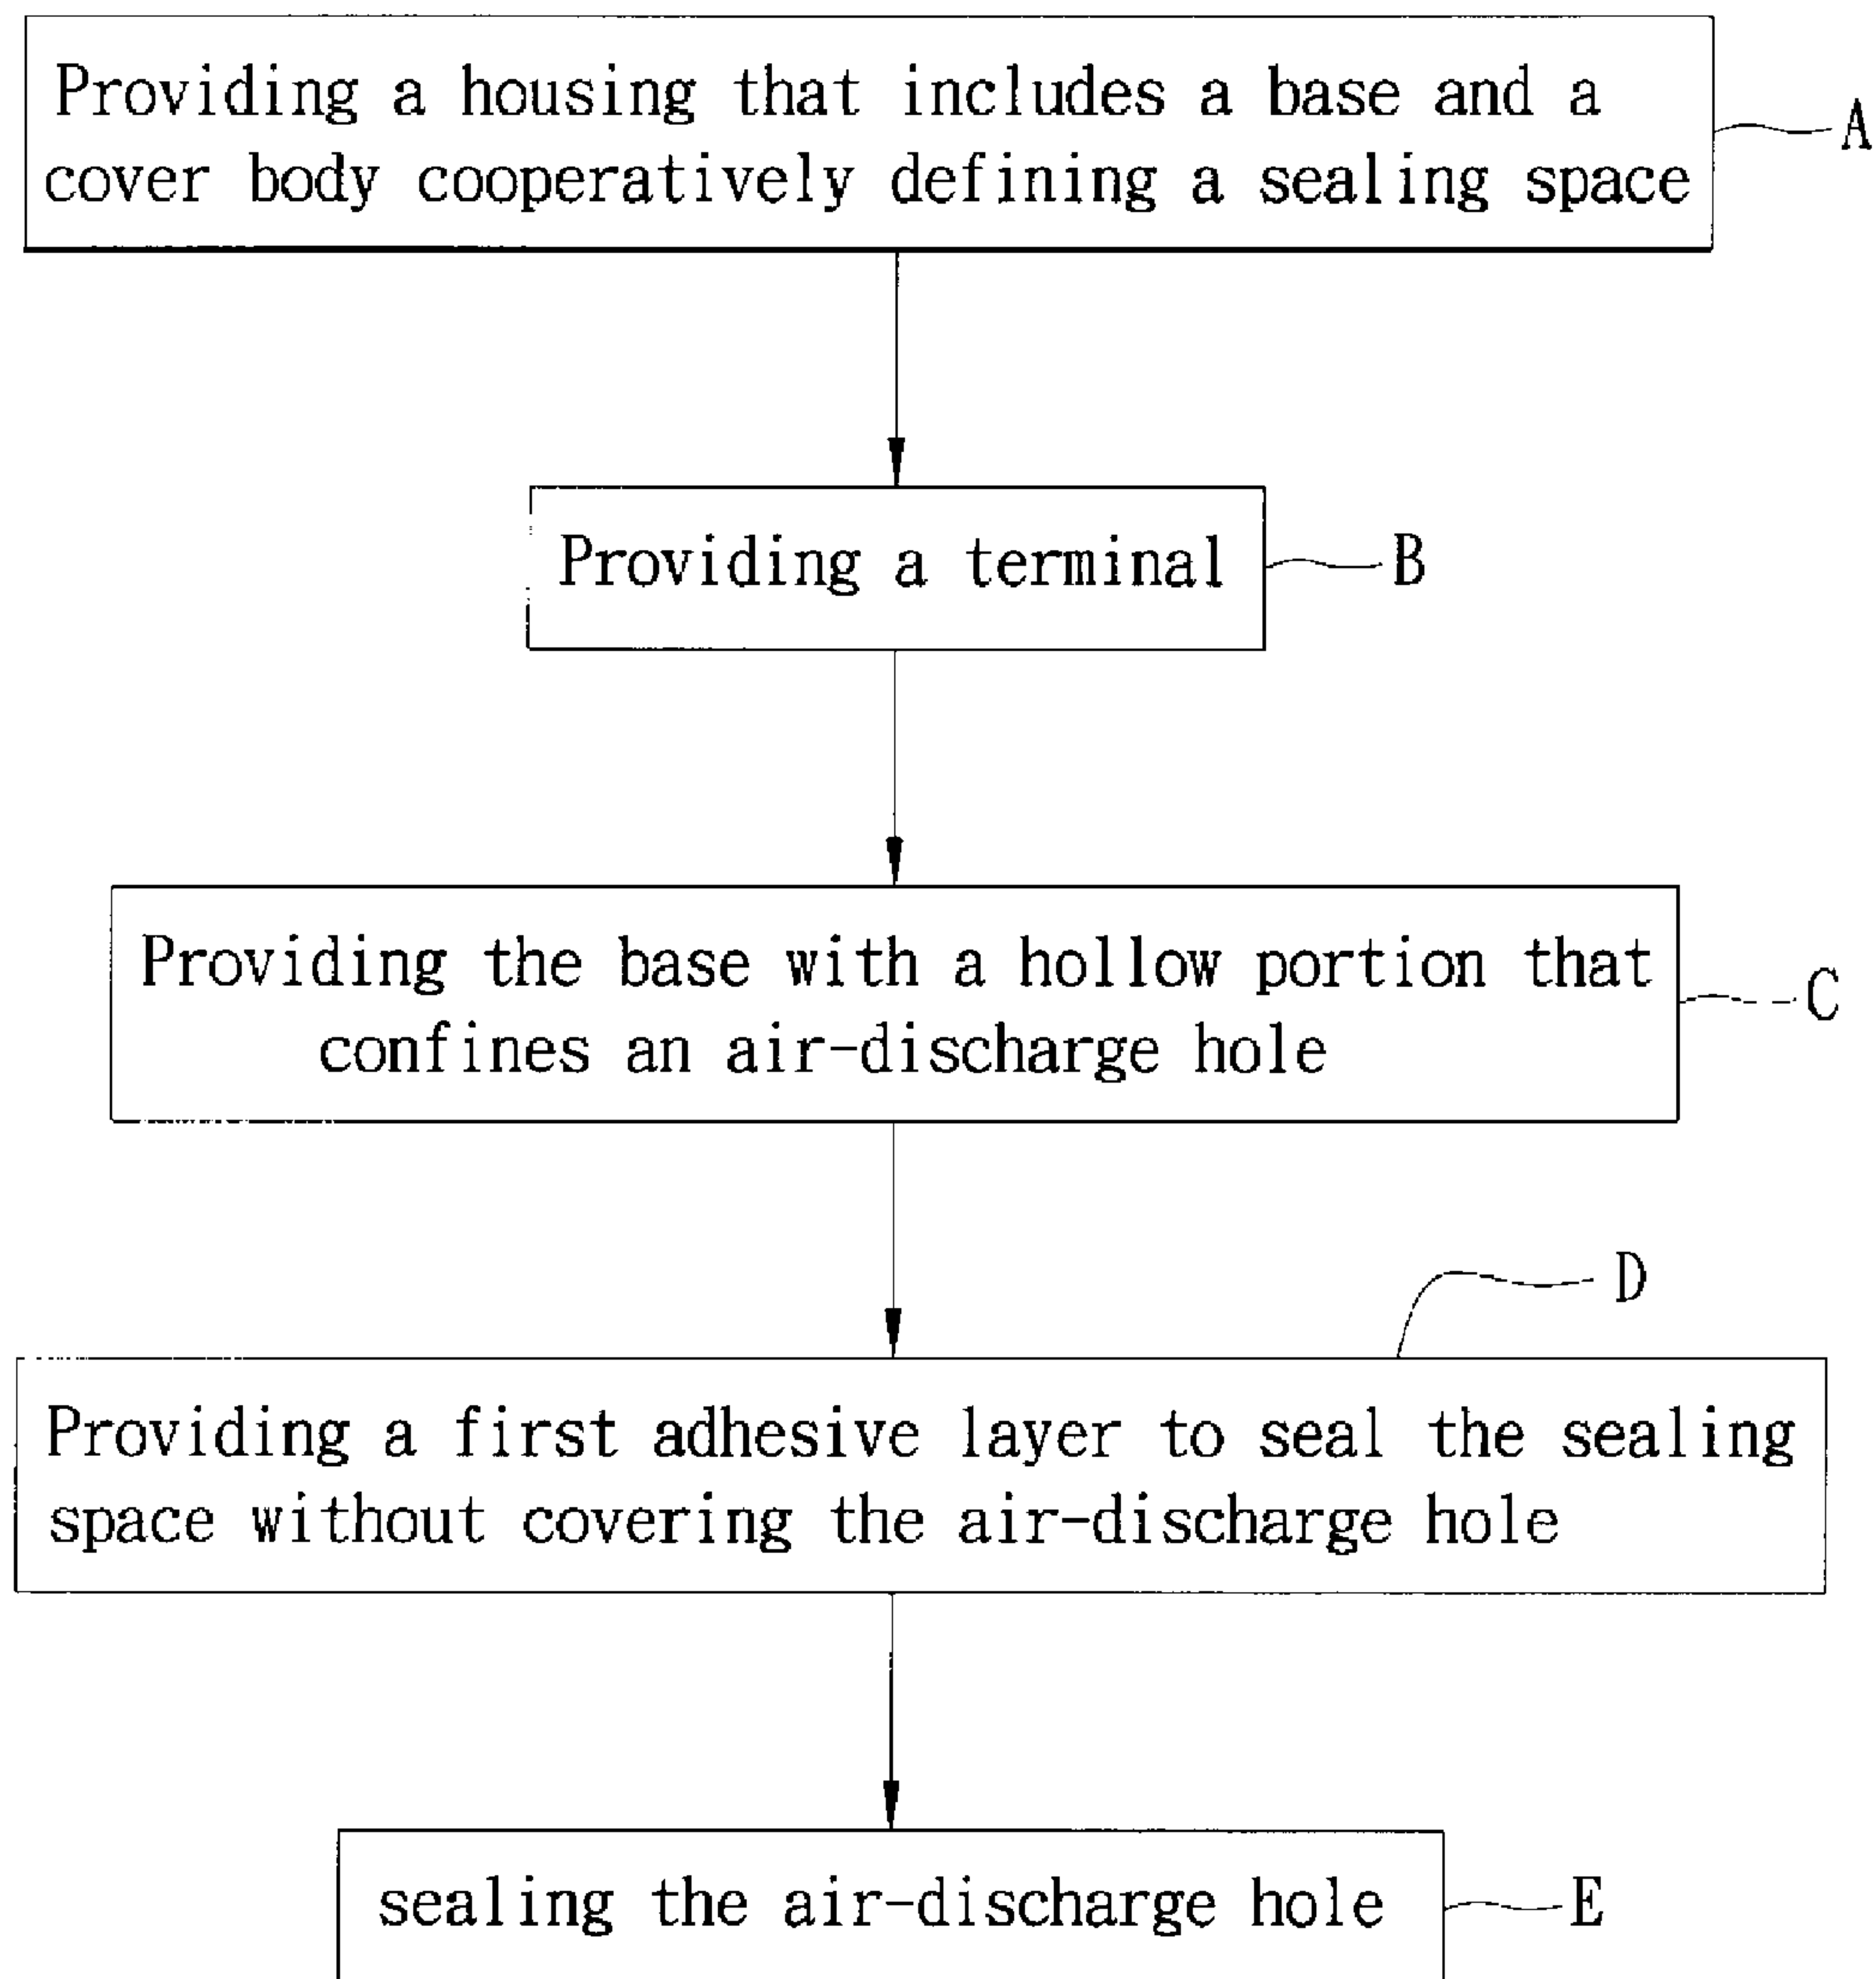 Providing a housing that includes a base and a
cover body cooperatively defining a sealing space
A
Providing a terminal
B
Providing the base with a hollow portion that
confines an air-discharge hole
C
D
Providing a first adhesive layer to seal the sealing
space without covering the air-discharge hole
sealing the air-discharge hole
E